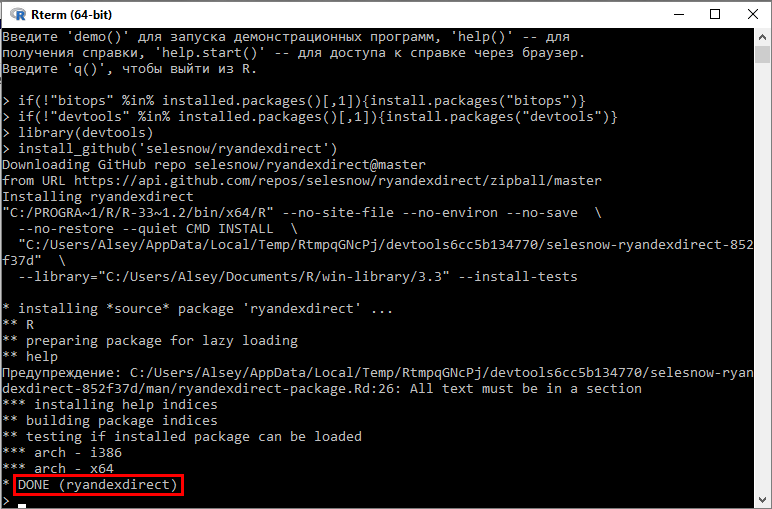 Rterm (64-bit)
Введите 'demo()' для запуска демонстрационных программ, 'help()' -- для
получения справки, 'help.start()' -- для доступа к справке через браузер.
Введите 'q()', чтобы выйти из R.
> if(!"bitops" %in% installed.packages()[,1]){install.packages("bitops")}
> if(!"devtools" %in% installed.packages()[,1]){install.packages("devtools")}
> library(devtools)
> install_github('selesnow/ryandexdirect')
Downloading GitHub repo selesnow/ryandexdirect@master
from URL https://api.github.com/repos/selesnow/ryandexdirect/zipball/master
Installing ryandexdirect
"C:/PROGRA~1/R/R-33~1.2/bin/x64/R" --no-site-file --no-environ --no-save \
--no-restore --quiet CMD INSTALL \
"C:/Users/Alsey/AppData/Local/Temp/RtmpqGNcPj/devtools6cc5b134770/selesnow-ryandexdirect-852
f37d" \
--library="C:/Users/Alsey/Documents/R/win-library/3.3" --install-tests
* installing *source* package 'ryandexdirect' ...
** R
** preparing package for lazy loading
** help
Предупреждение: C:/Users/Alsey/AppData/Local/Temp/RtmpqGNcPj/devtools6cc5b134770/selesnow-ryan
dexdirect-852f37d/man/ryandexdirect-package.Rd:26: All text must be in a section
*** installing help indices
** building package indices
** testing if installed package can be loaded
*** arch - i386
*** arch - x64
* DONE (ryandexdirect)
>